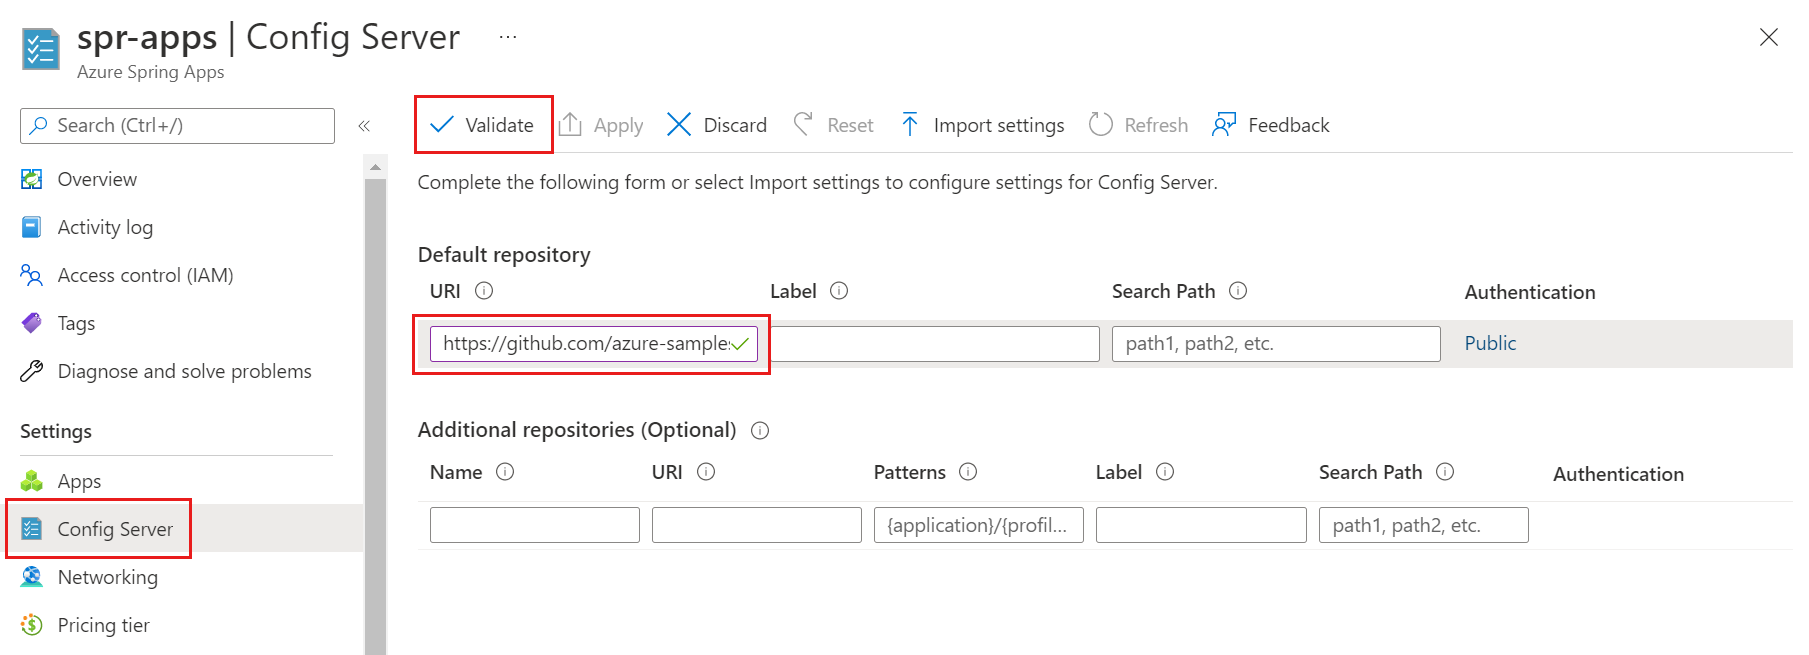 spr-apps | Config Server ...
Azure Spring Apps
Search (Ctrl+/)
«
Overview
Activity log
Access control (IAM)
Tags
Diagnose and solve problems
Settings
Apps
Config Server
Networking
Pricing tier
Validate Apply Discard Reset Import settings Refresh Feedback
Complete the following form or select Import settings to configure settings for Config Server.
Default repository
URI Label Search Path Authentication
https://github.com/azure-samples path1, path2, etc. Public
Additional repositories (Optional)
Name URI Patterns Label Search Path Authentication
{application}/{profil... path1, path2, etc.